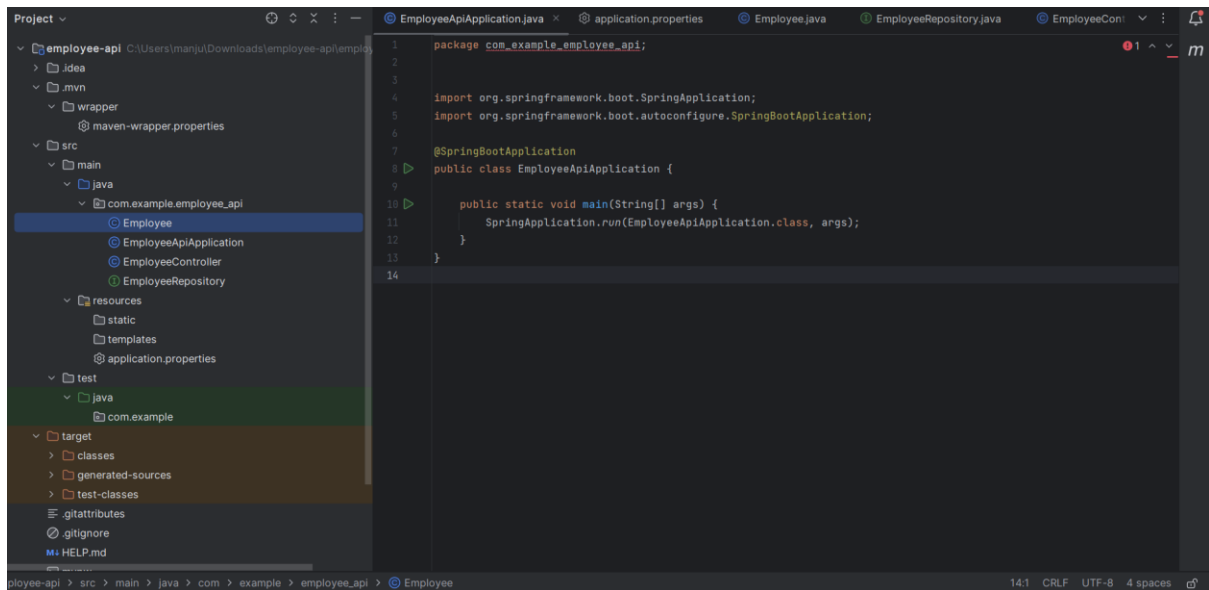 Project
employee-api C:\Users\manju\Downloads\employee-api\emplo
.idea
.mvn
wrapper
maven-wrapper.properties
src
main
java
com.example.employee_api
Employee
EmployeeApiApplication
EmployeeController
EmployeeRepository
resources
static
templates
application.properties
test
java
com.example
target
classes
generated-sources
test-classes
.gitattributes
.gitignore
M↓ HELP.md
EmployeeApiApplication.java × application.properties Employee.java EmployeeRepository.java EmployeeCont
1 package com_example_employee_api; 1
2
3
4 import org.springframework.boot.SpringApplication;
5 import org.springframework.boot.autoconfigure.SpringBootApplication;
6
7 @SpringBootApplication
8 public class EmployeeApiApplication {
9
10 public static void main(String[] args) {
11 SpringApplication.run(EmployeeApiApplication.class, args);
12 }
13 }
14
m
ployee-api > src > main > java > com > example > employee_api > Employee 14:1 CRLF UTF-8 4 spaces